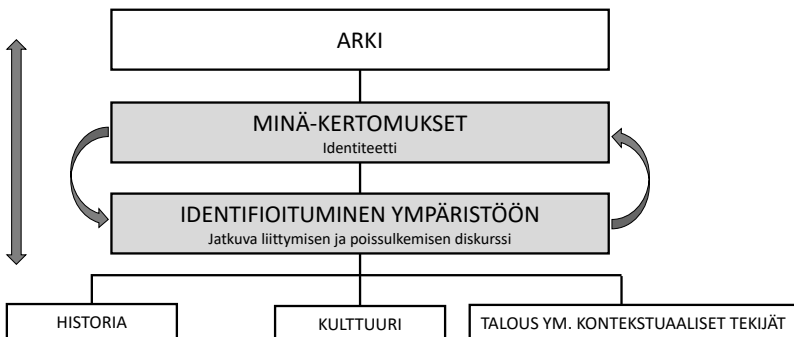 ARKI
MINÄ-KERTOMUKSET
Identiteetti
IDENTIFIOITUMINEN YMPÄRISTÖÖN
Jatkuva liittymisen ja poissulkemisen diskurssi
HISTORIA
KULTTUURI
TALOUS YM. KONTEKSTUAALISET TEKIJÄT